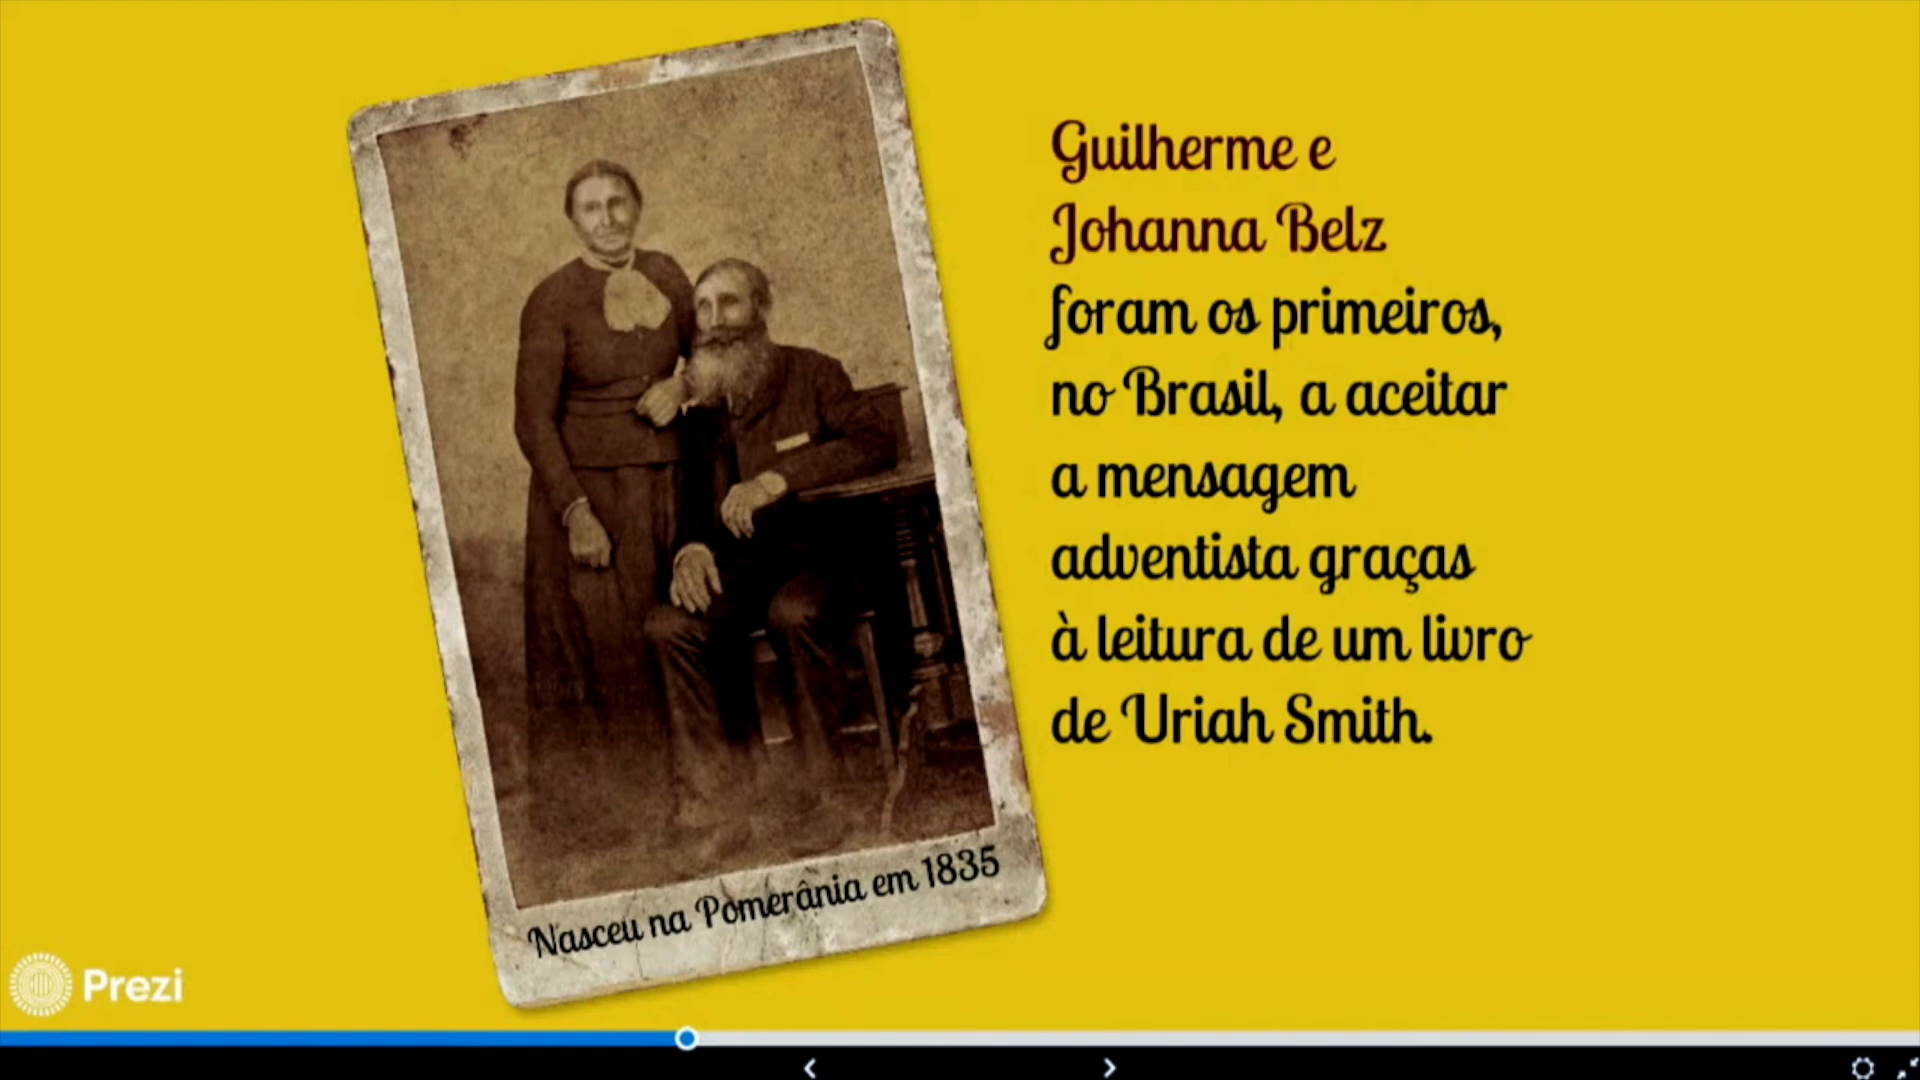 Guilherme e
Johanna Belz
foram os primeiros,
no Brasil, a aceitar
a mensagem
adventista graças
à leitura de um livro
de Uriah Smith.
Nasceu na Pomerânia em 1835
Prezi